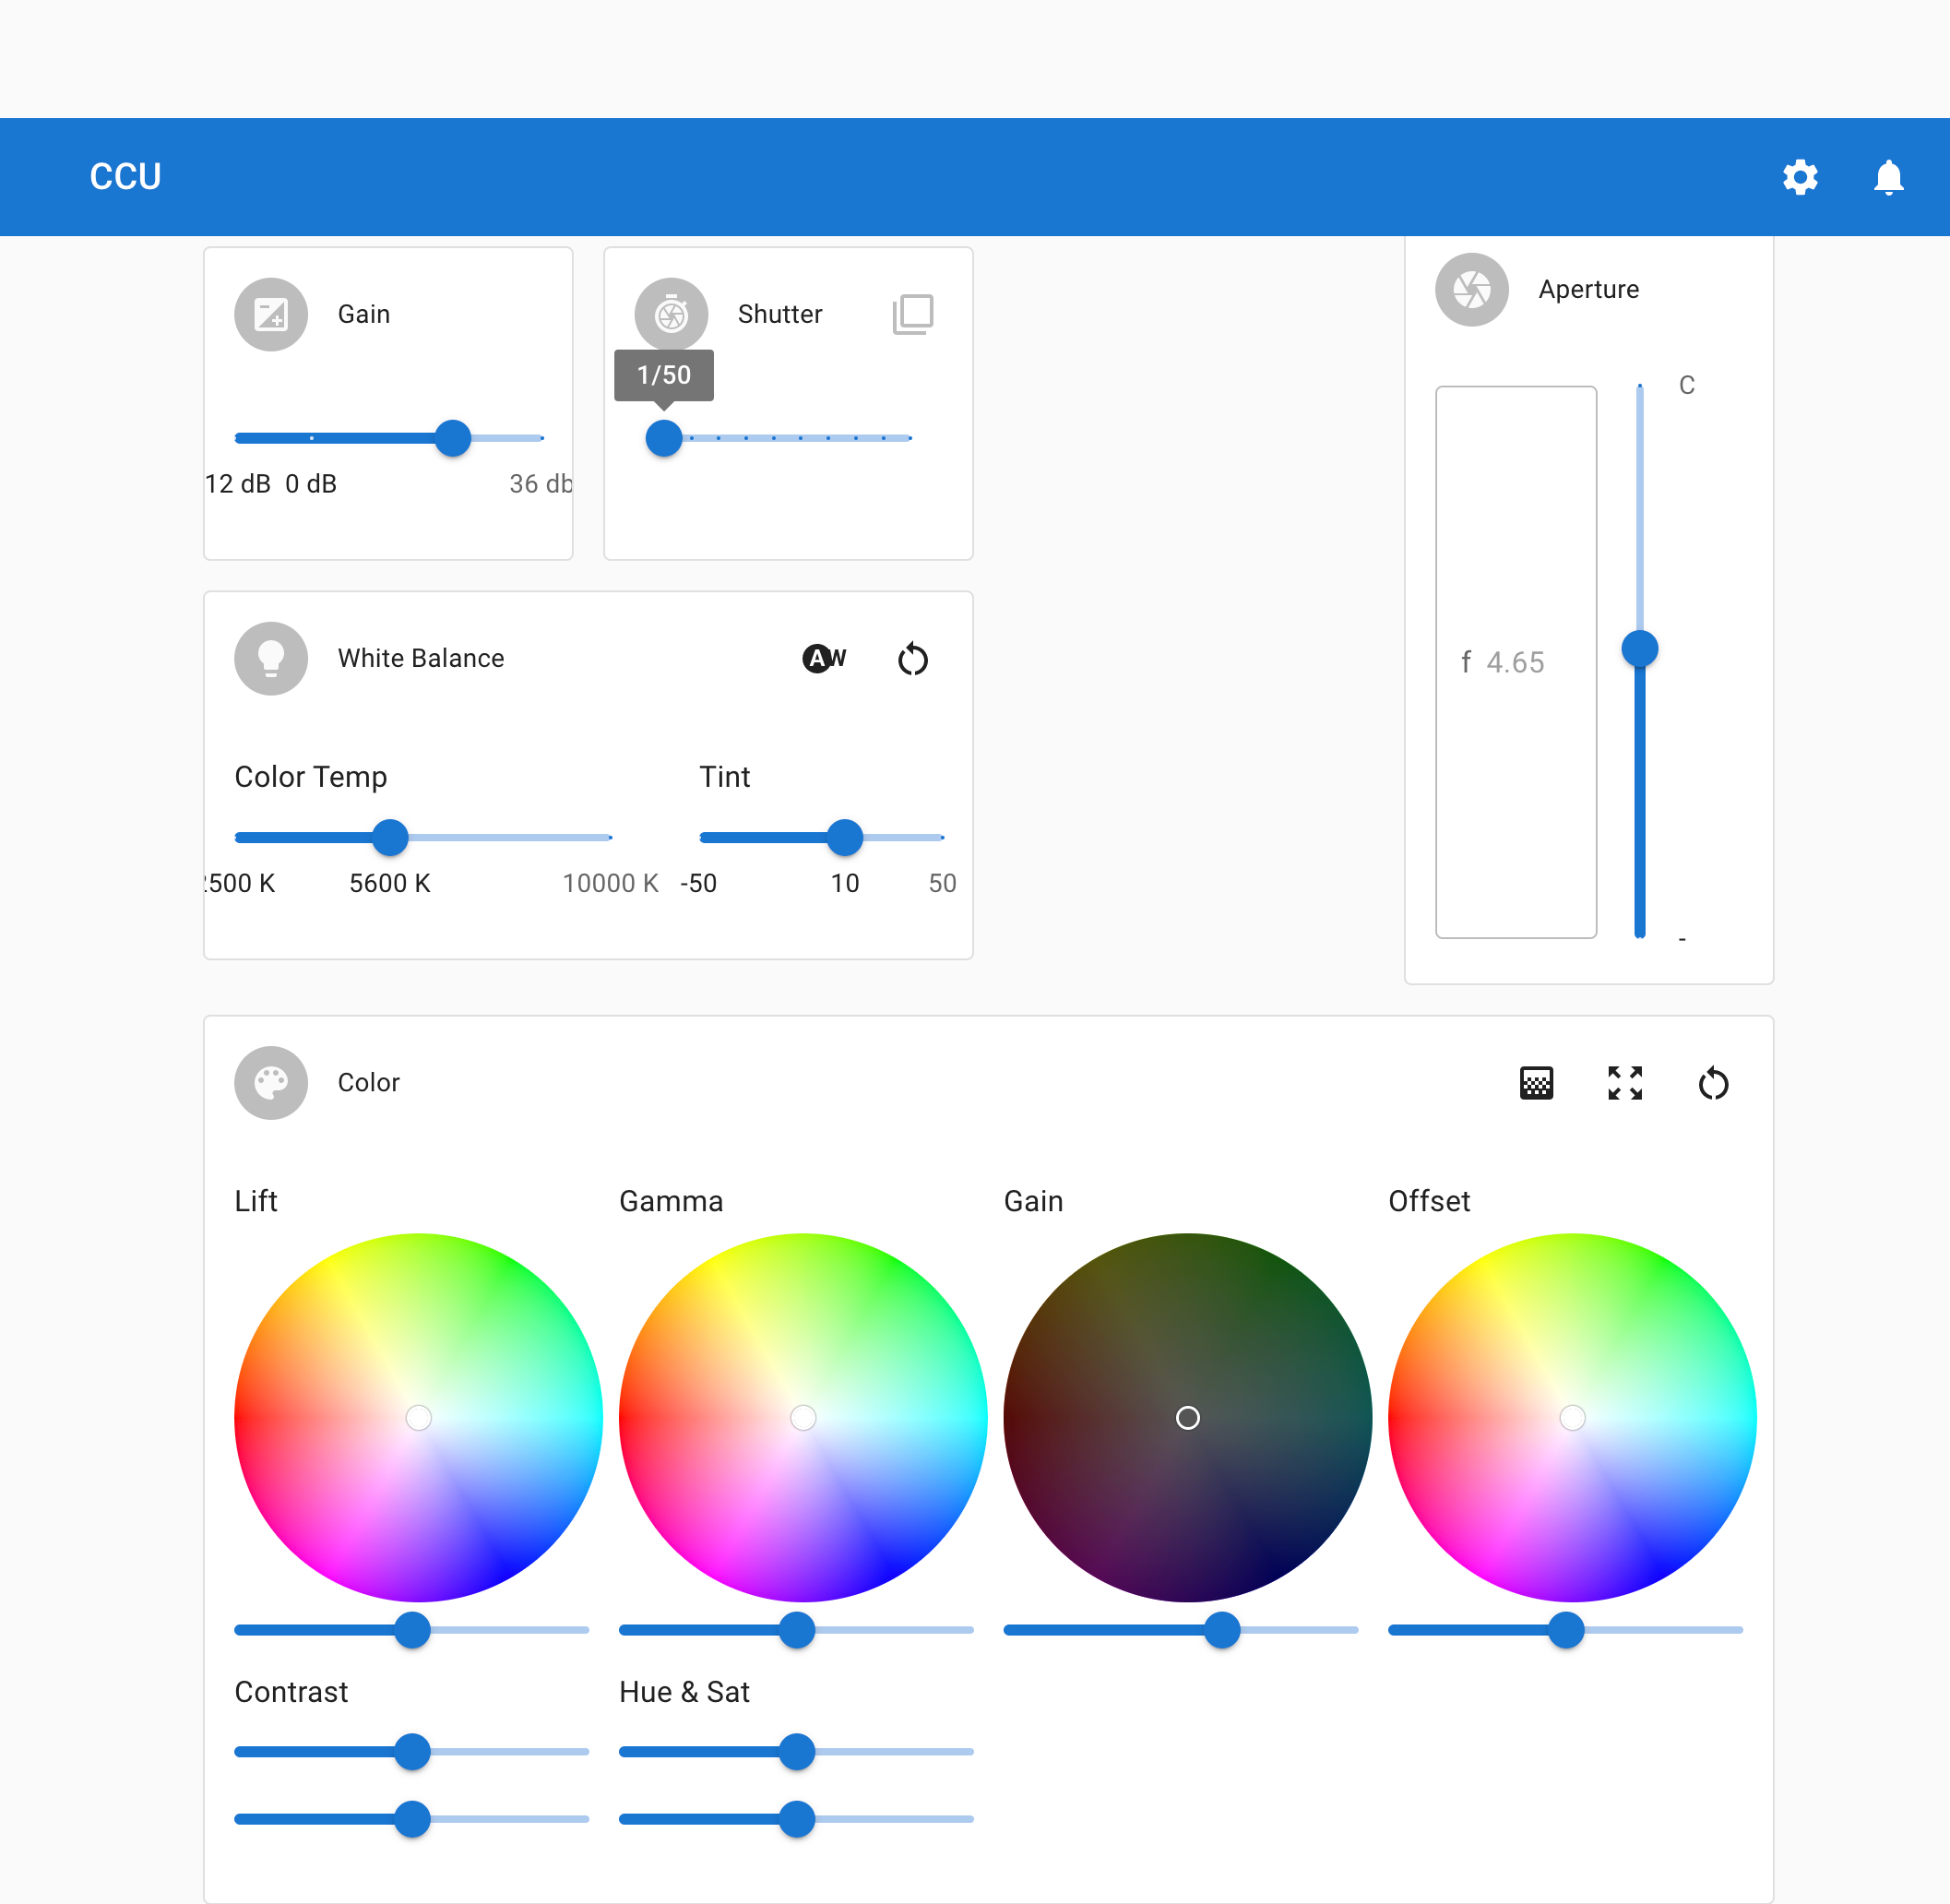 CCU
Gain
Shutter
Aperture
1/50
C
12 dB 0 dB 36 db
f 4.65
White Balance
AW
Color Temp Tint
2500 K 5600 K 10000 K -50 10 50
-
Color
Lift Gamma Gain Offset
Contrast Hue & Sat